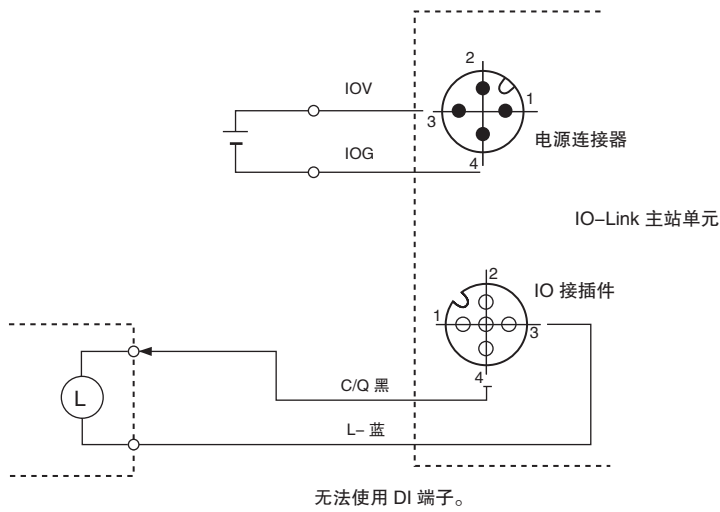 2
IOV
1
3
电源连接器
IOG
4
IO–Link 主站单元
2
IO 接插件
1
3
4
C/Q 黑
L
L– 蓝
无法使用 DI 端子。